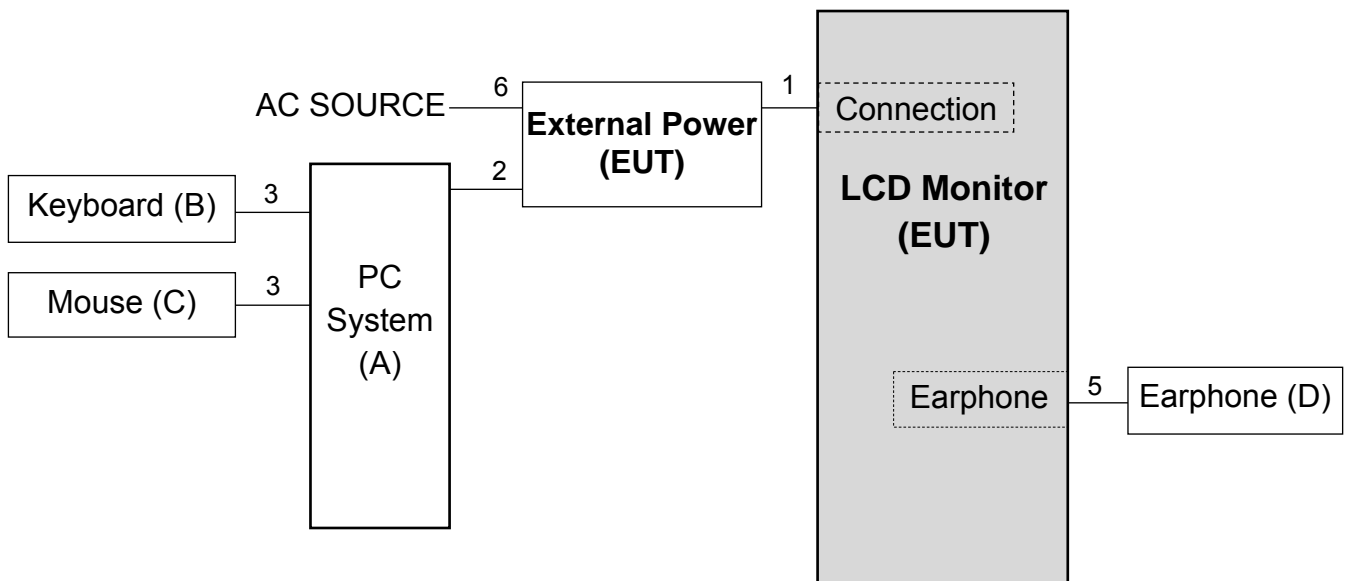 AC SOURCE
6
External Power
(EUT)
1
Connection
2
LCD Monitor
(EUT)
Keyboard (B)
3
Mouse (C)
3
PC
System
(A)
Earphone
5
Earphone (D)